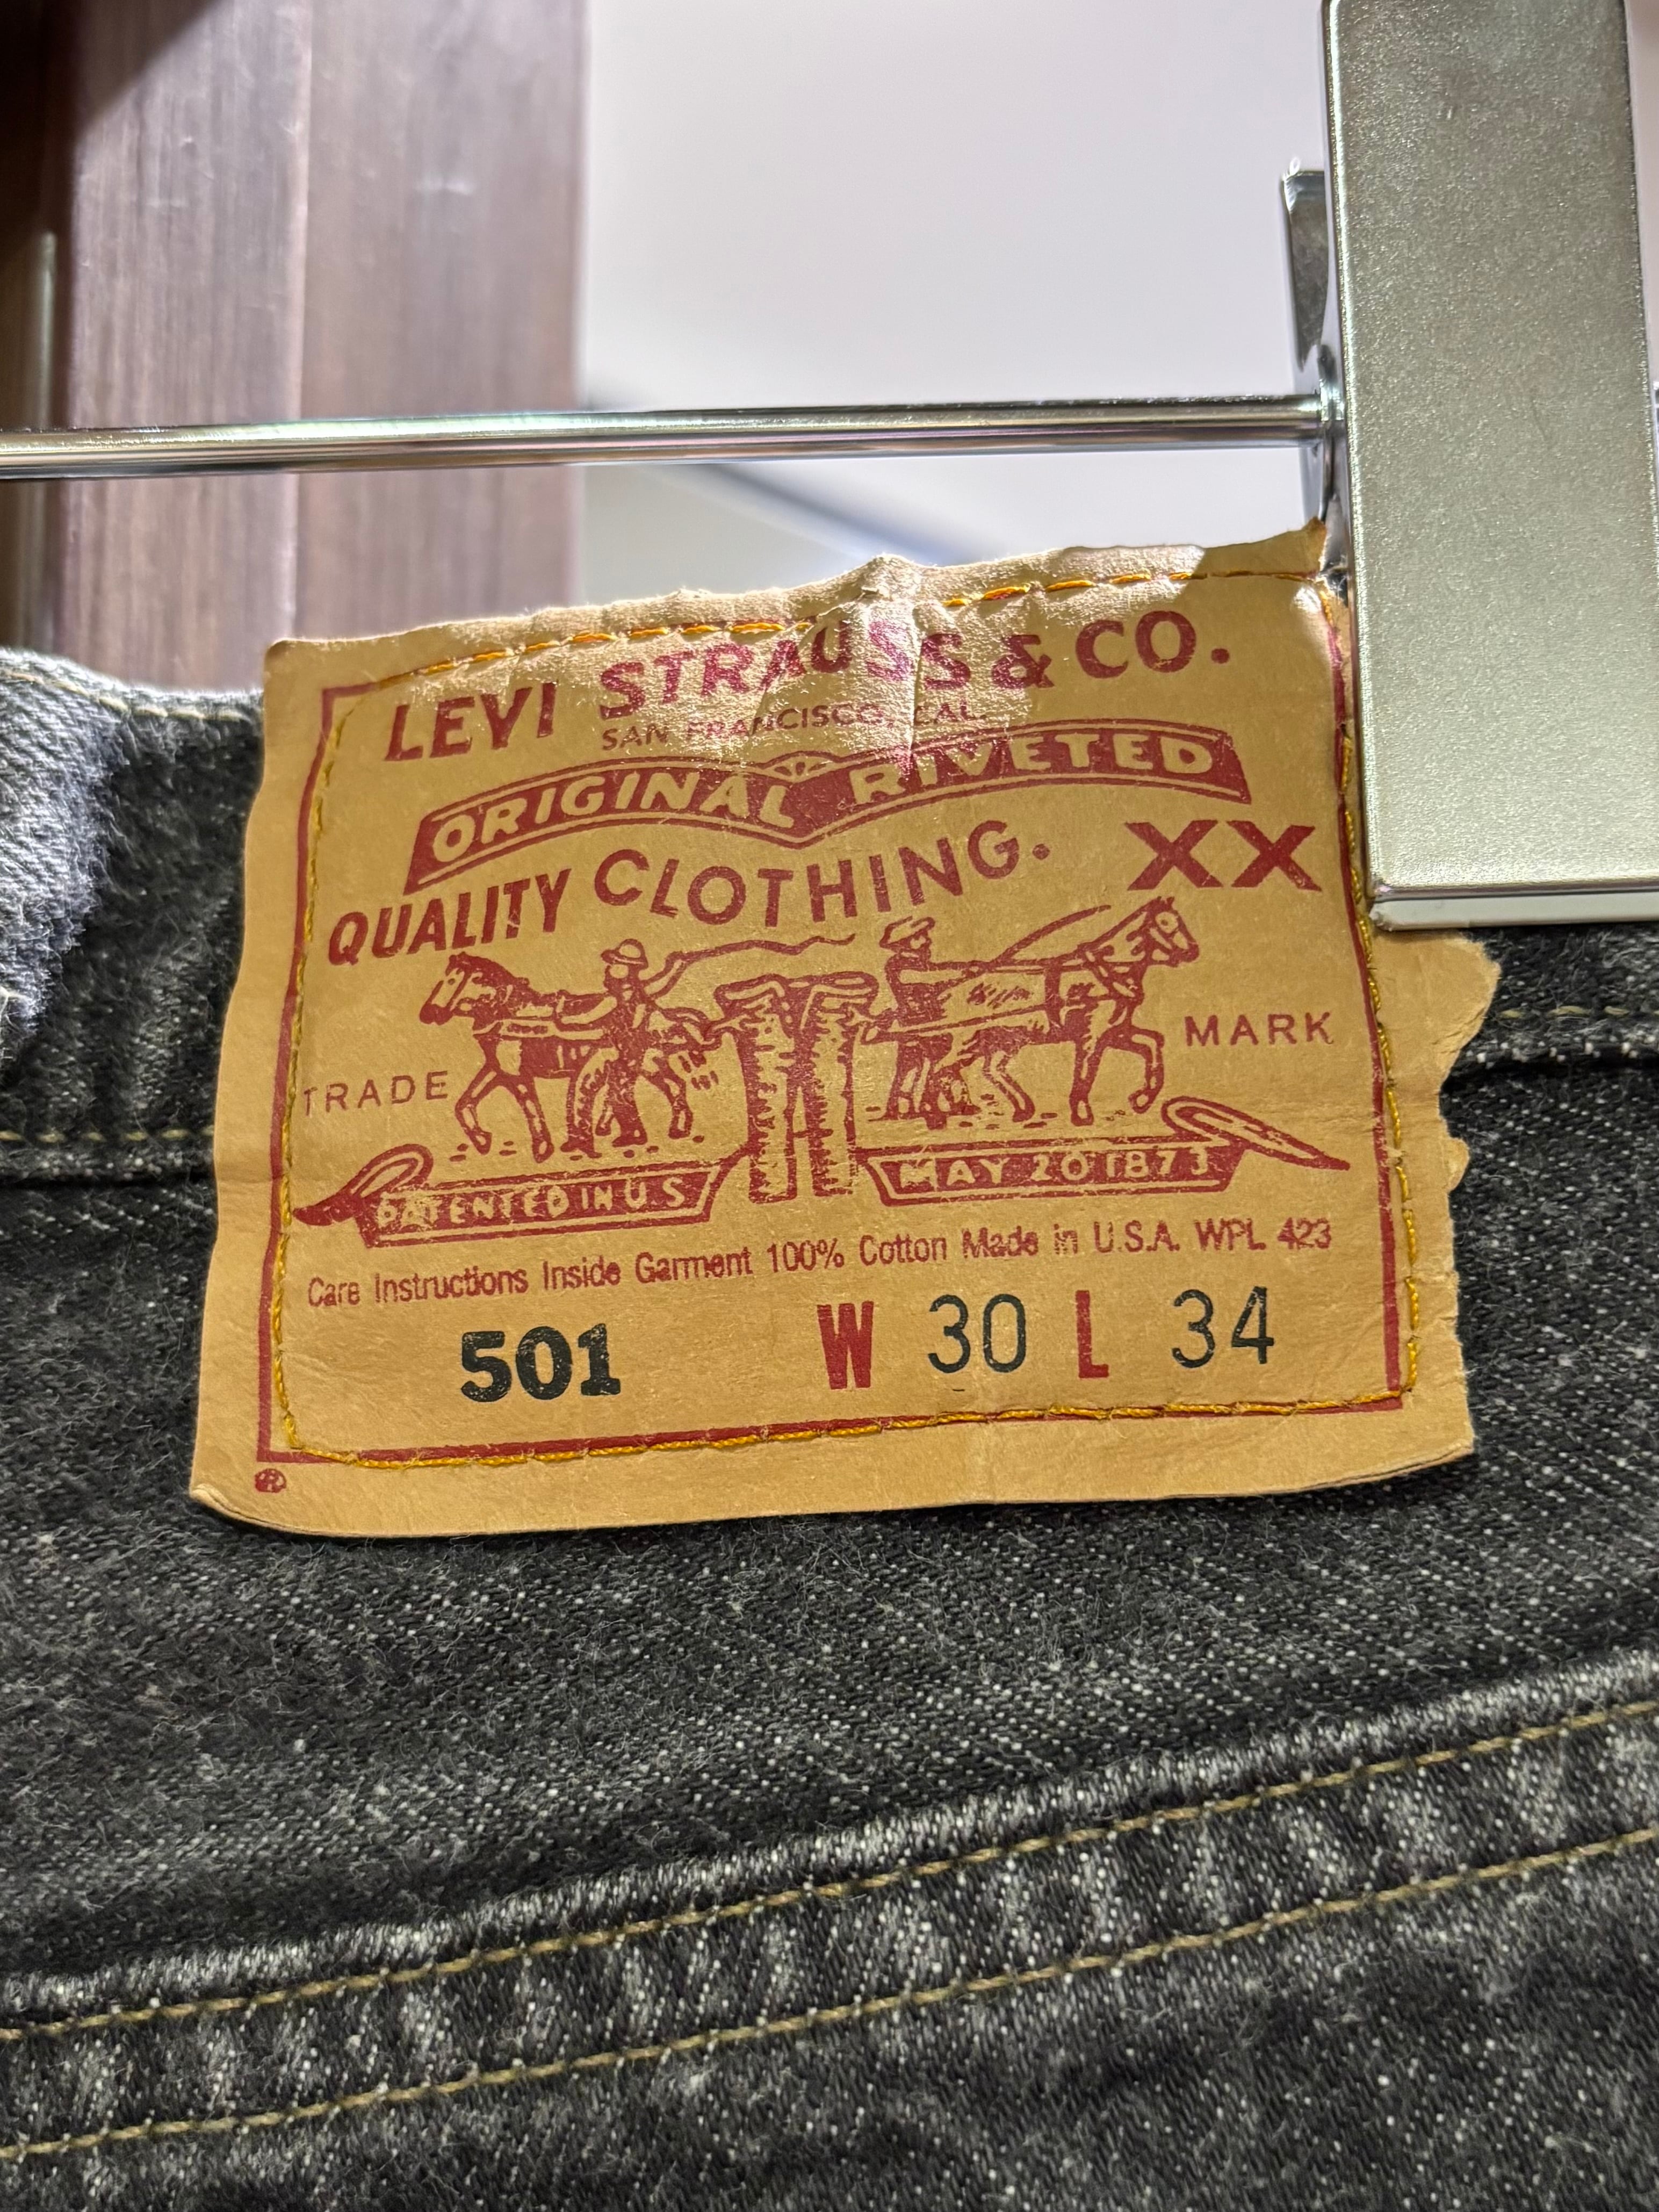 LEVI STRAUSS & CO.
SAN FRANCISCO, CAL.
ORIGINAL RIVETED
QUALITY CLOTHING. XX
TRADE MARK
PATENTED IN U.S MAY 20 1873
Care Instructions Inside Garment 100% Cotton Made in U.S.A. WPL 423
501 W 30 L 34
®